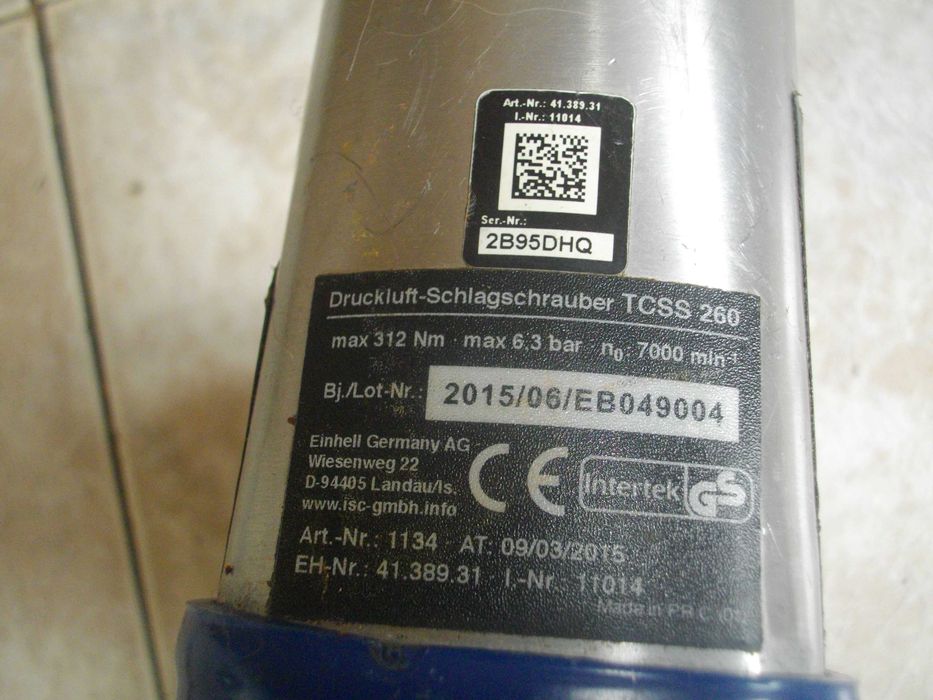 Art.-Nr.: 41.389.31
I.-Nr.: 11014
Ser.-Nr.:
2B95DHQ
Druckluft-Schlagschrauber TCSS 260
max 312 Nm · max 6.3 bar n₀: 7000 min-1
Bj./Lot-Nr.: 2015/06/EB049004
Einhell Germany AG
Wiesenweg 22
D-94405 Landau/Is.
www.isc-gmbh.info
CE
Intertek GS
Art.-Nr.: 1134 · AT: 09/03/2015
EH-Nr.: 41.389.31 · I.-Nr.: 11014
Made in PRC